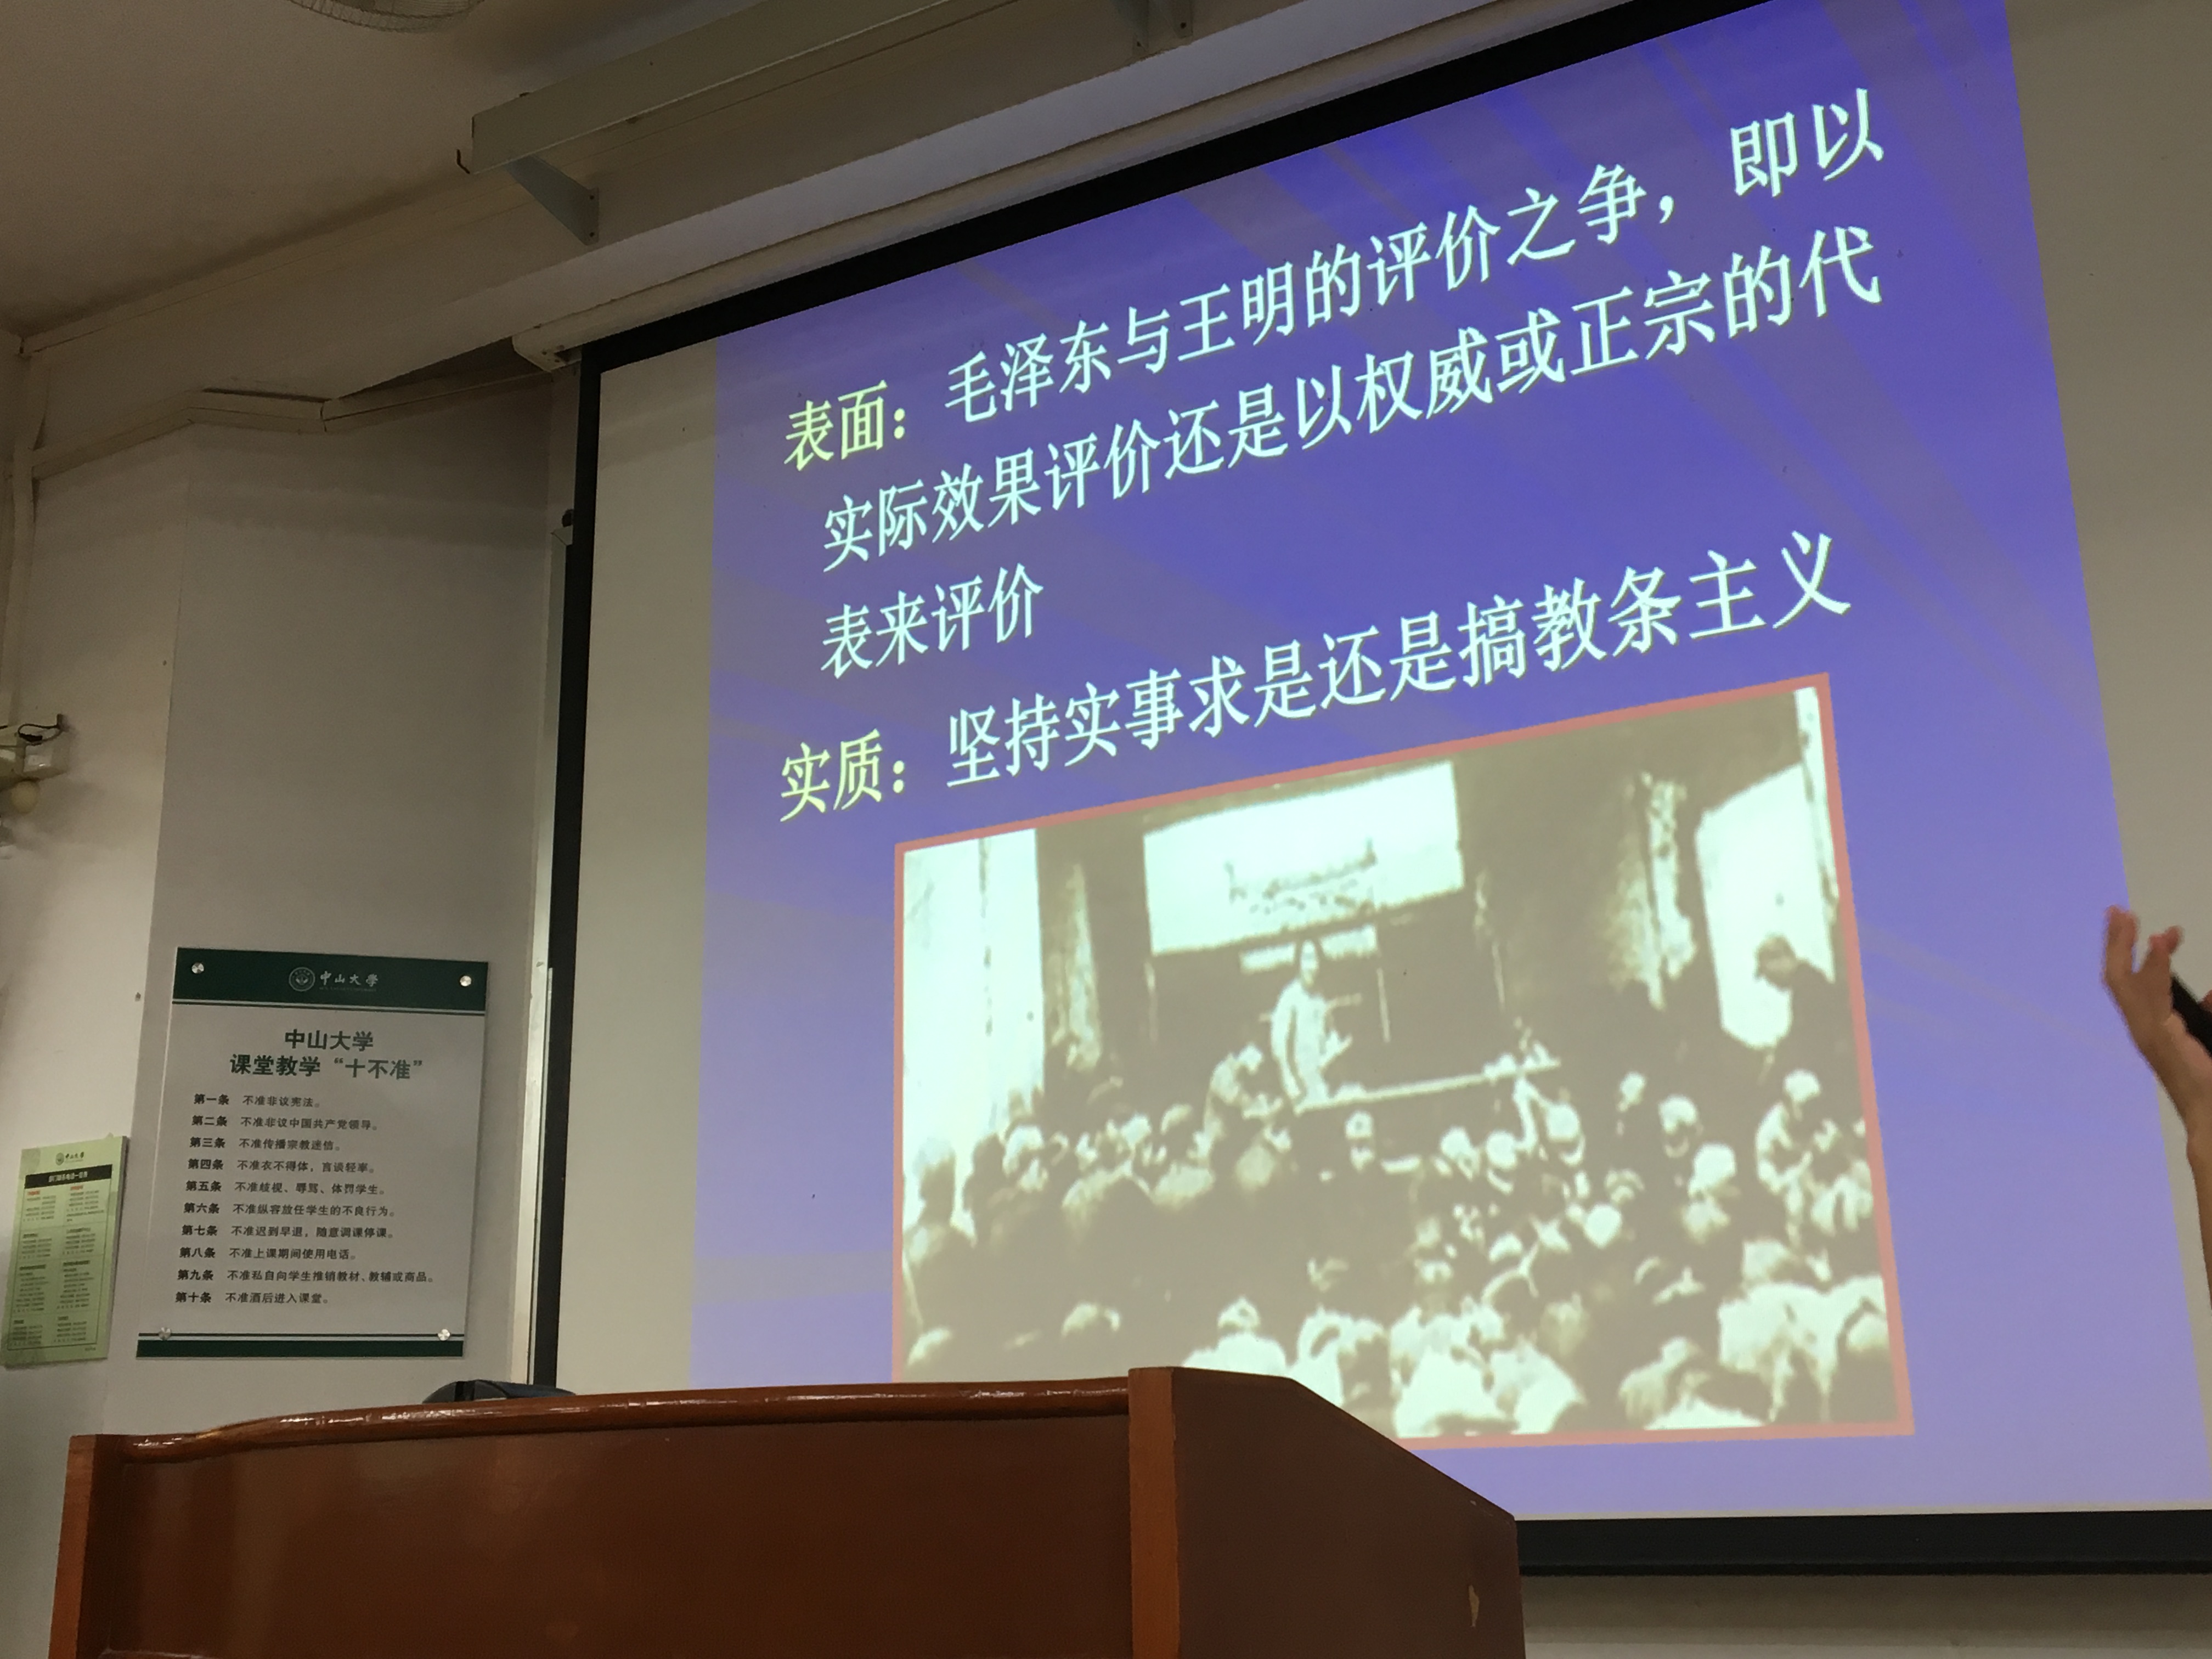 表面：毛泽东与王明的评价之争，即以
实际效果评价还是以权威或正宗的代
表来评价
实质：坚持实事求是还是搞教条主义
中山大学
中山大学
课堂教学“十不准”
第一条 不准非议宪法。
第二条 不准非议中国共产党领导。
第三条 不准传播宗教迷信。
第四条 不准衣不得体，言谈轻率。
第五条 不准歧视、辱骂、体罚学生。
第六条 不准纵容放任学生的不良行为。
第七条 不准迟到早退，随意调课停课。
第八条 不准上课期间使用电话。
第九条 不准私自向学生推销教材、教辅或商品。
第十条 不准酒后进入课堂。
中山大学